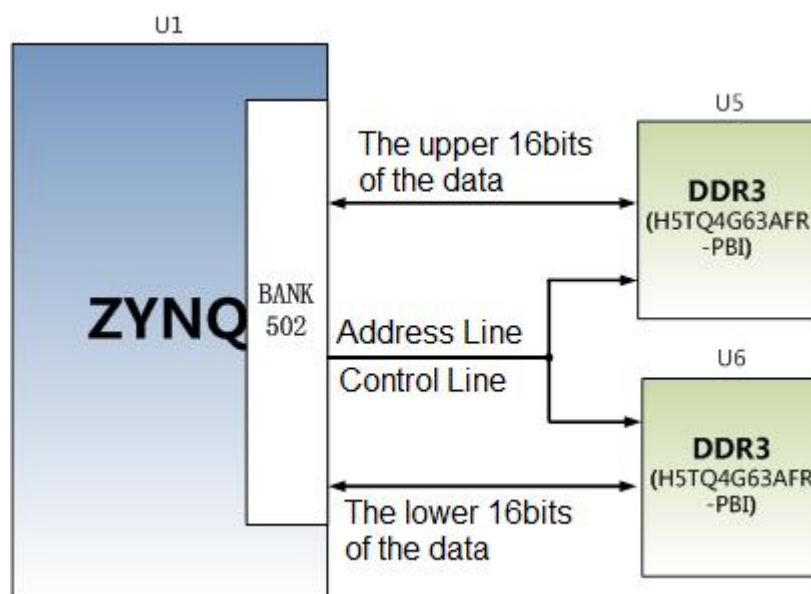 U1
ZYNQ
BANK
502
The upper 16bits
of the data
Address Line
Control Line
The lower 16bits
of the data
U5
DDR3
(H5TQ4G63AFR
-PBI)
U6
DDR3
(H5TQ4G63AFR
-PBI)